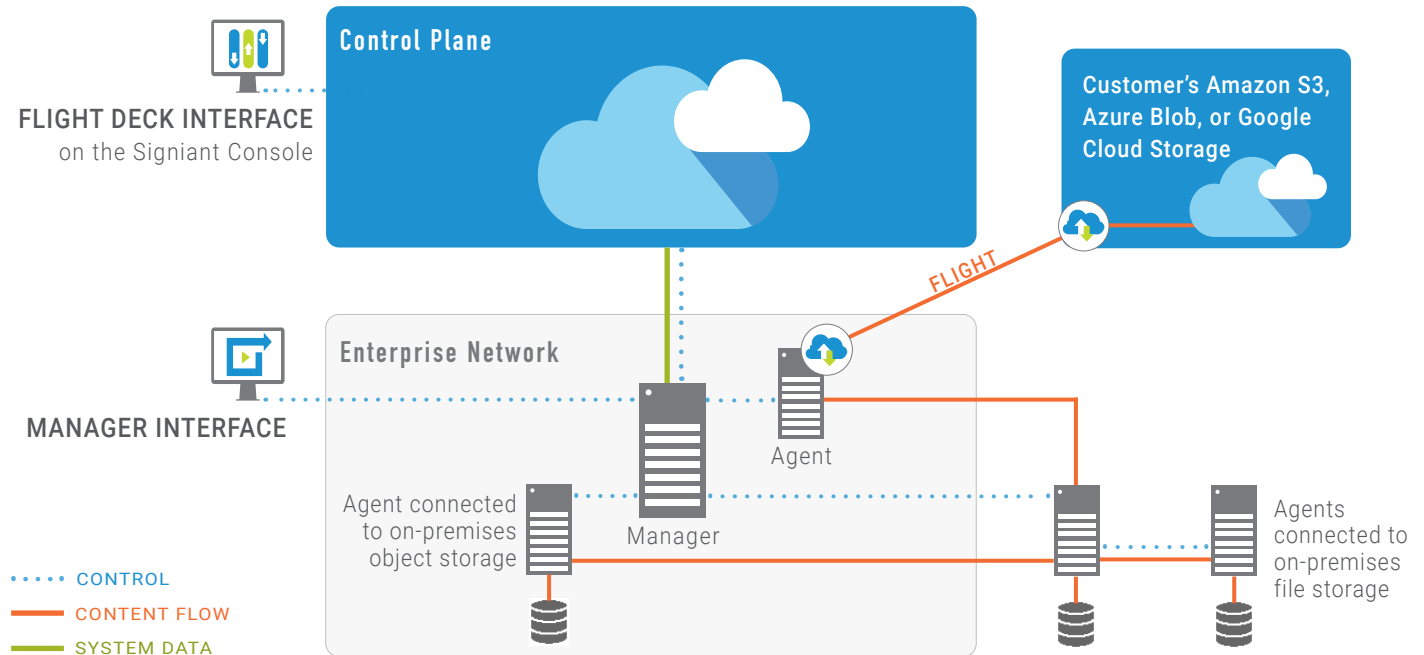 Control Plane
FLIGHT DECK INTERFACE
on the Signiant Console
Customer's Amazon S3,
Azure Blob, or Google
Cloud Storage
FLIGHT
Enterprise Network
MANAGER INTERFACE
Agent
Agent connected
to on-premises
object storage
Manager
Agents
connected to
on-premises
file storage
CONTROL
CONTENT FLOW
SYSTEM DATA